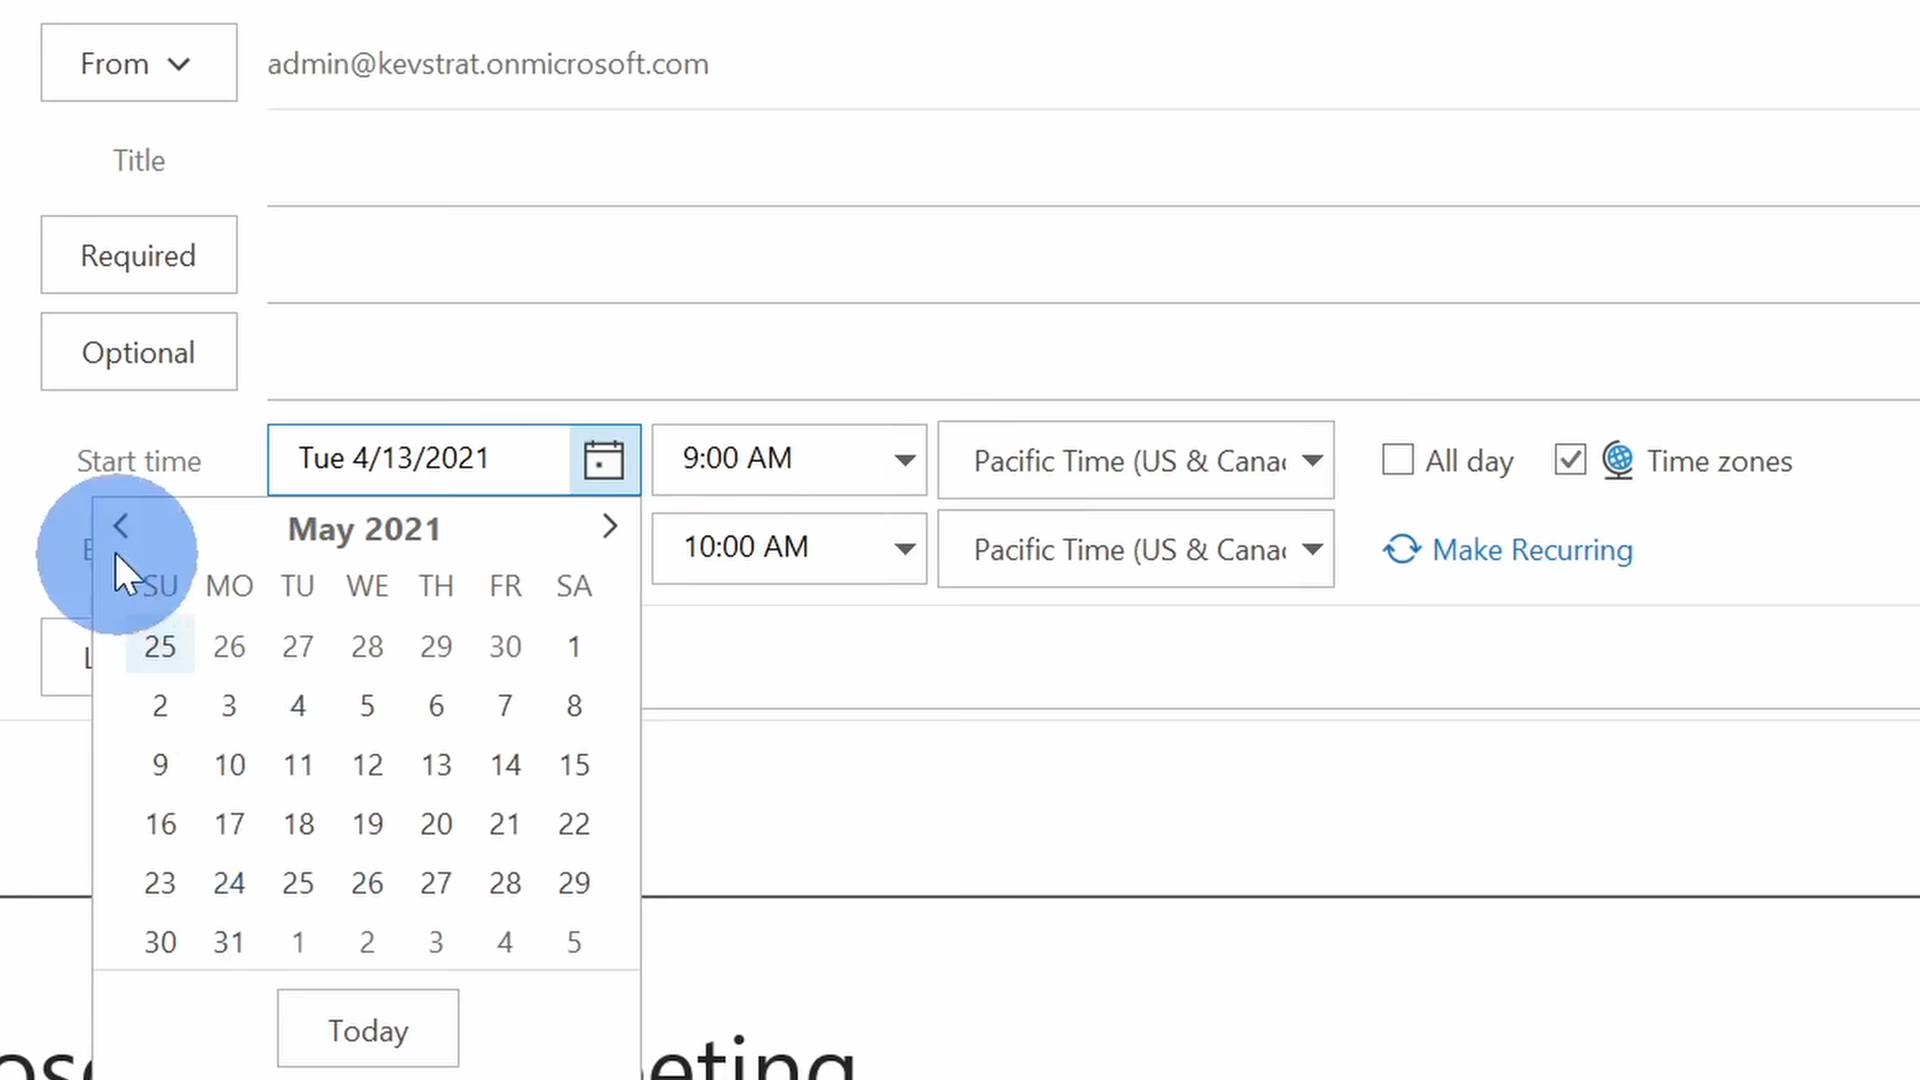 From admin@kevstrat.onmicrosoft.com
Title
Required
Optional
Start time Tue 4/13/2021 9:00 AM Pacific Time (US & Cana All day Time zones
10:00 AM Pacific Time (US & Cana Make Recurring
May 2021
SU MO TU WE TH FR SA
25 26 27 28 29 30 1
2 3 4 5 6 7 8
9 10 11 12 13 14 15
16 17 18 19 20 21 22
23 24 25 26 27 28 29
30 31 1 2 3 4 5
Today
eting